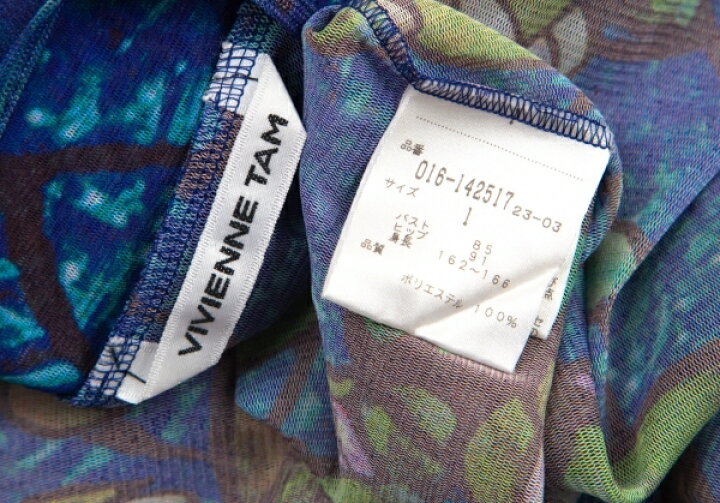 VIVIENNE TAM
品番
016-142517 23-03
サイズ
1
バスト 85
ヒップ 91
身長 162~166
品質
ポリエステル 100%